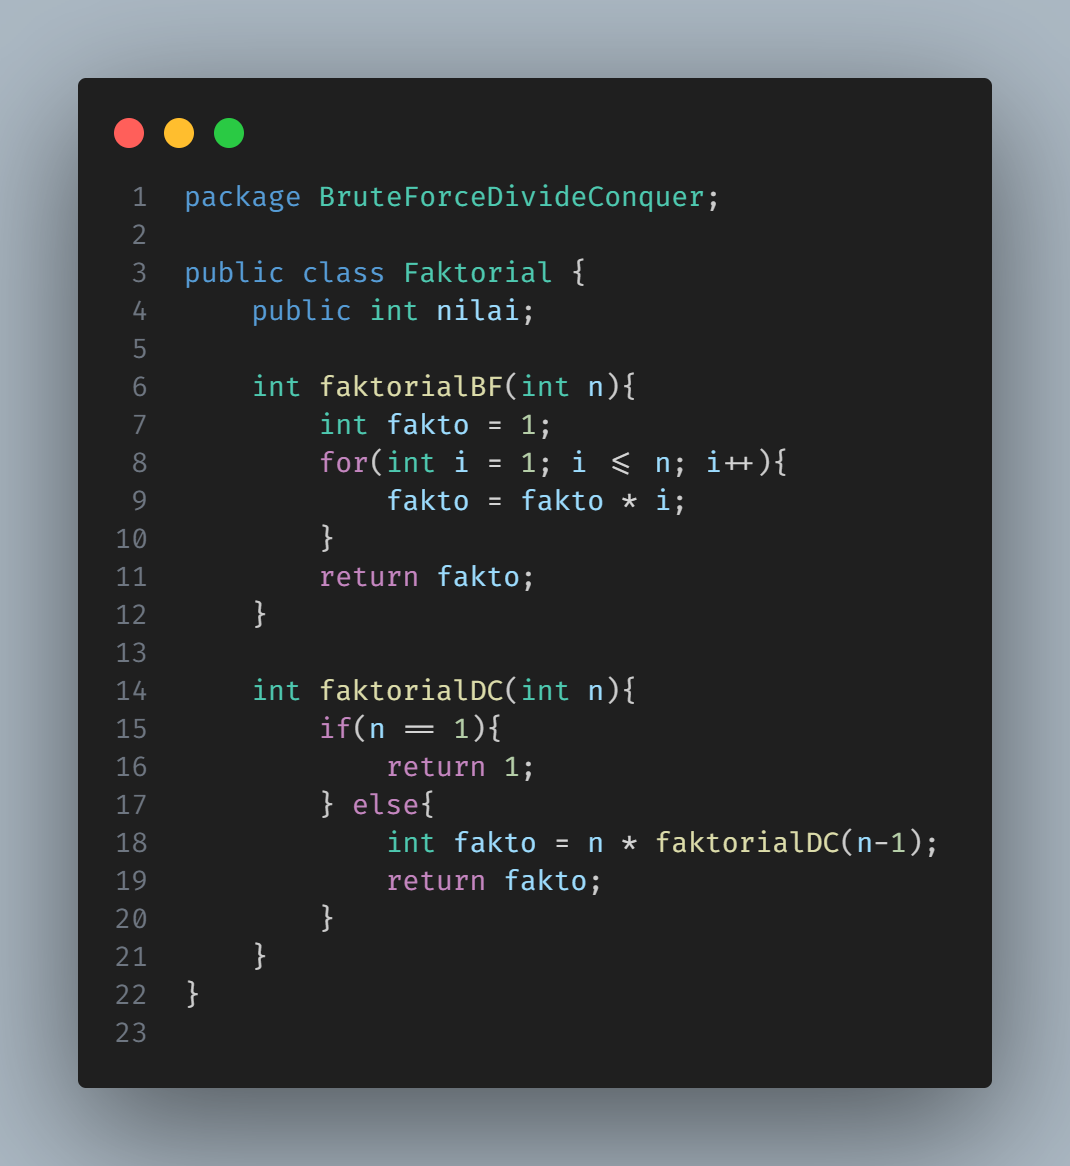 1 package BruteForceDivideConquer;
2
3 public class Faktorial {
4     public int nilai;
5
6     int faktorialBF(int n){
7         int fakto = 1;
8         for(int i = 1; i <= n; i++){
9             fakto = fakto * i;
10         }
11         return fakto;
12     }
13
14     int faktorialDC(int n){
15         if(n == 1){
16             return 1;
17         } else{
18             int fakto = n * faktorialDC(n-1);
19             return fakto;
20         }
21     }
22 }
23